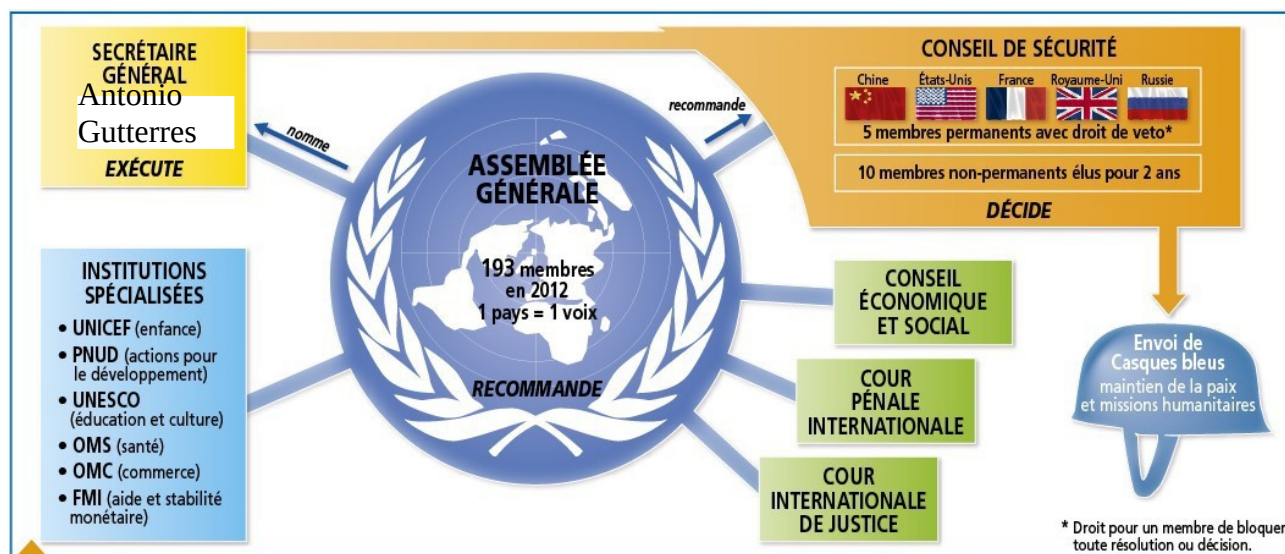 SECRÉTAIRE
GÉNÉRAL
Antonio
Gutterres
EXÉCUTE
nomme
recommande
CONSEIL DE SÉCURITÉ
Chine États-Unis France Royaume-Uni Russie
5 membres permanents avec droit de veto*
10 membres non-permanents élus pour 2 ans
DÉCIDE
ASSEMBLÉE
GÉNÉRALE
193 membres
en 2012
1 pays = 1 voix
RECOMMANDE
INSTITUTIONS
SPÉCIALISÉES
• UNICEF (enfance)
• PNUD (actions pour
le développement)
• UNESCO
(éducation et culture)
• OMS (santé)
• OMC (commerce)
• FMI (aide et stabilité
monétaire)
CONSEIL
ÉCONOMIQUE
ET SOCIAL
COUR
PÉNALE
INTERNATIONALE
COUR
INTERNATIONALE
DE JUSTICE
Envoi de
Casques bleus
maintien de la paix
et missions humanitaires
* Droit pour un membre de bloquer
toute résolution ou décision.